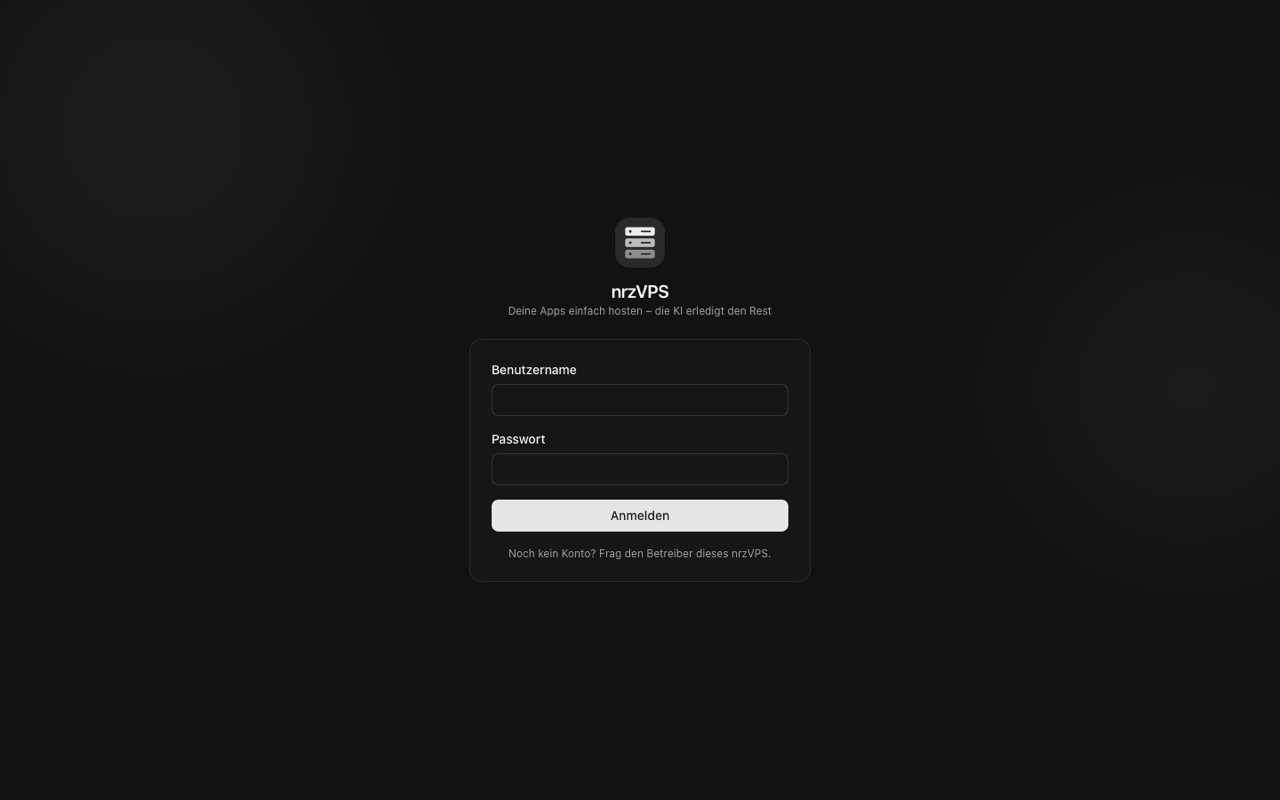 nrzVPS
Deine Apps einfach hosten – die KI erledigt den Rest
Benutzername
Passwort
Anmelden
Noch kein Konto? Frag den Betreiber dieses nrzVPS.